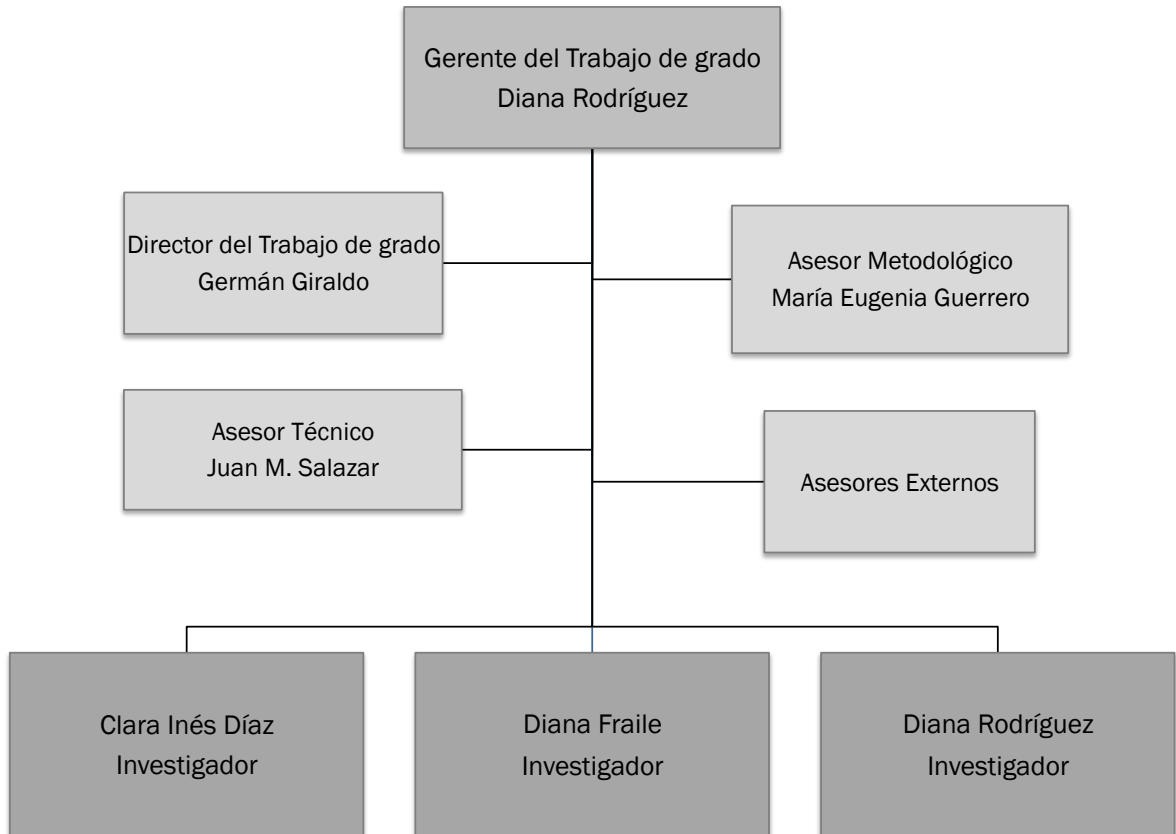 Gerente del Trabajo de grado
Diana Rodríguez
Director del Trabajo de grado
Germán Giraldo
Asesor Metodológico
María Eugenia Guerrero
Asesor Técnico
Juan M. Salazar
Asesores Externos
Clara Inés Díaz
Investigador
Diana Fraile
Investigador
Diana Rodríguez
Investigador